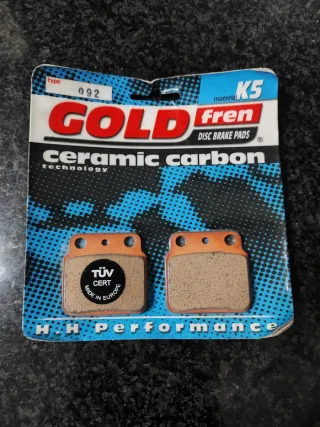 type
092
material K5
GOLD fren
DISC BRAKE PADS
®
ceramic carbon
technology
TÜV
CERT
MADE IN EUROPE
H.H Performance